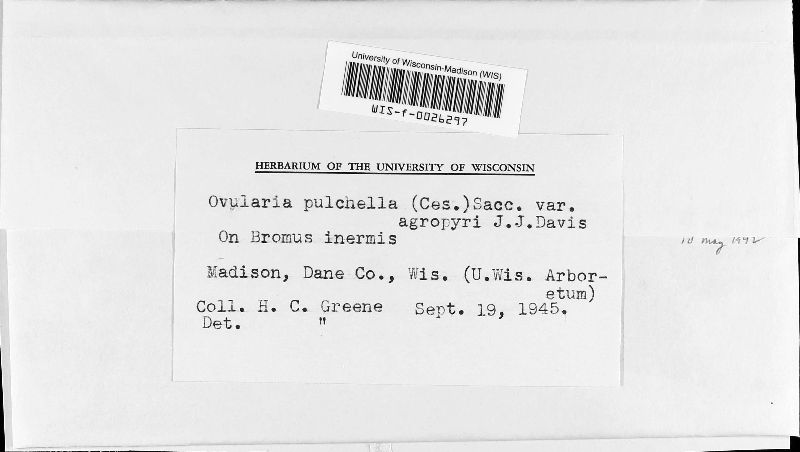 University of Wisconsin-Madison (WIS)
WIS-f-0026297
HERBARIUM OF THE UNIVERSITY OF WISCONSIN
Ovularia pulchella (Ces.)Sacc. var.
agropyri J.J.Davis
On Bromus inermis
Madison, Dane Co., Wis. (U.Wis. Arbor-
etum)
Coll. H. C. Greene Sept. 19, 1945.
Det. "
May 1992